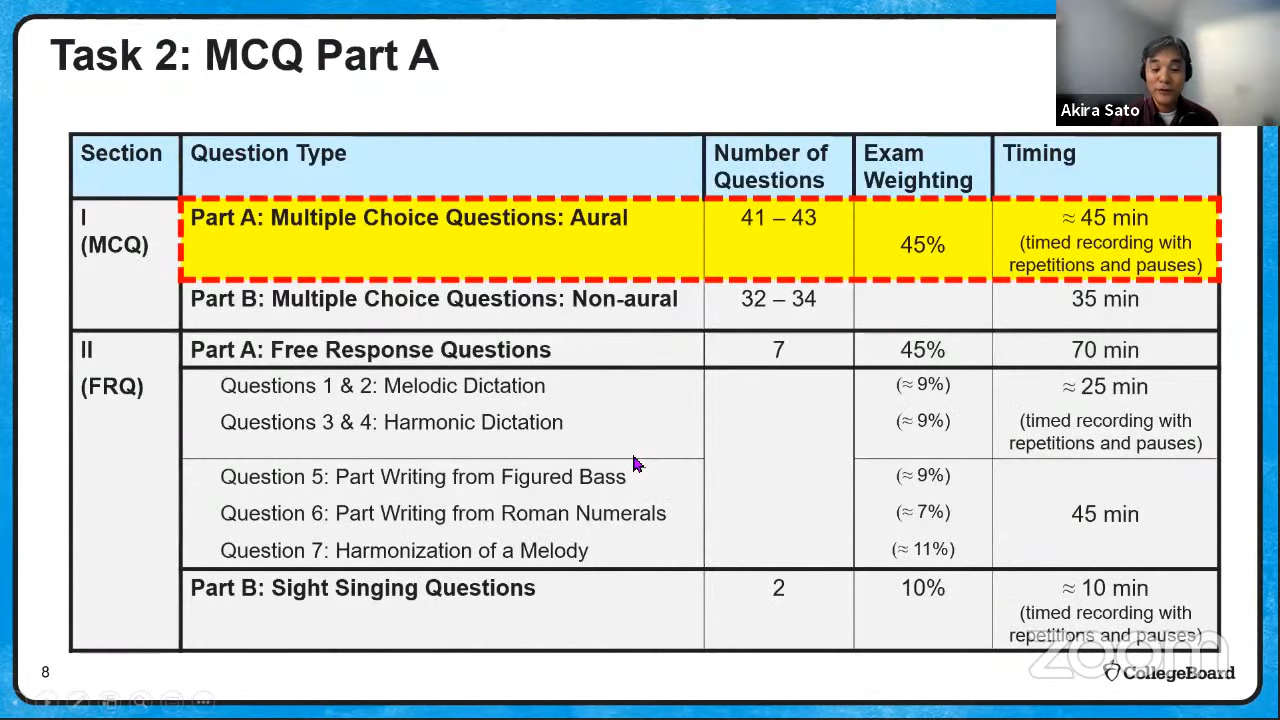 Task 2: MCQ Part A
Akira Sato
Section
Question Type
Number of
Questions
Exam
Weighting
Timing
I
(MCQ)
Part A: Multiple Choice Questions: Aural
41 – 43
45%
≈ 45 min
(timed recording with
repetitions and pauses)
Part B: Multiple Choice Questions: Non-aural
32 – 34
35 min
II
(FRQ)
Part A: Free Response Questions
7
45%
70 min
Questions 1 & 2: Melodic Dictation
(≈ 9%)
≈ 25 min
Questions 3 & 4: Harmonic Dictation
(≈ 9%)
(timed recording with
repetitions and pauses)
Question 5: Part Writing from Figured Bass
(≈ 9%)
Question 6: Part Writing from Roman Numerals
(≈ 7%)
45 min
Question 7: Harmonization of a Melody
(≈ 11%)
Part B: Sight Singing Questions
2
10%
≈ 10 min
(timed recording with
repetitions and pauses)
zoom
8
CollegeBoard